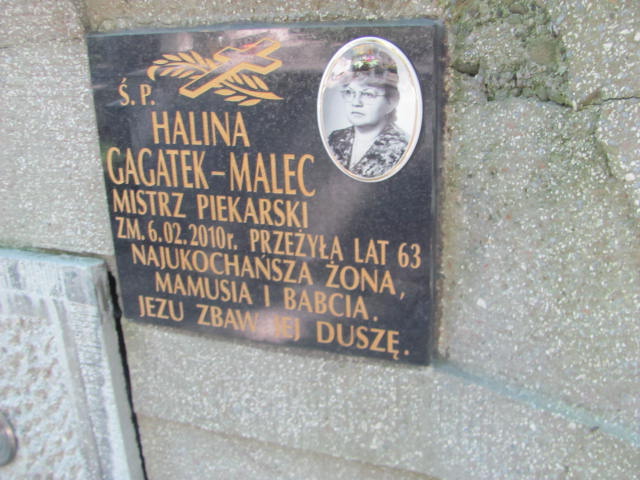 Ś. P.
HALINA
GAGATEK-MALEC
MISTRZ PIEKARSKI
ZM. 6.02.2010r. PRZEŻYŁA LAT 63
NAJUKOCHAŃSZA ŻONA,
MAMUSIA I BABCIA.
JEZU ZBAW JEJ DUSZĘ.